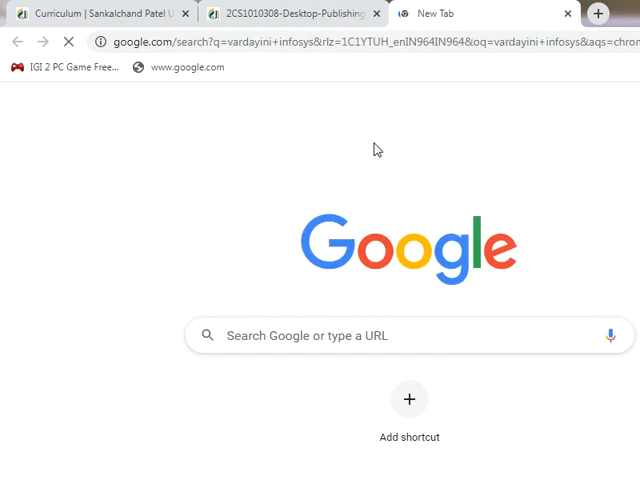 Curriculum | Sankalchand Patel U
2CS1010308-Desktop-Publishing
New Tab
google.com/search?q=vardayini+infosys&rlz=1C1YTUH_enIN964IN964&oq=vardayini+infosys&aqs=chrom
IGI 2 PC Game Free...
www.google.com
Google
Search Google or type a URL
Add shortcut